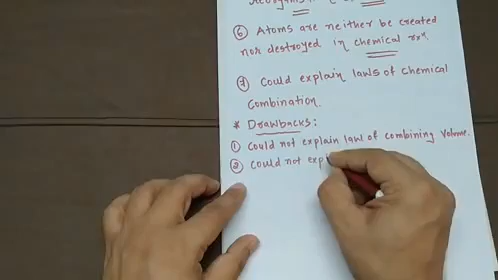 ⑥ Atoms are neither be created
nor destroyed in chemical rxⁿ.
⑦ Could explain laws of chemical
Combination.
* Drawbacks:
① Could not explain law of combining volume.
② Could not exp